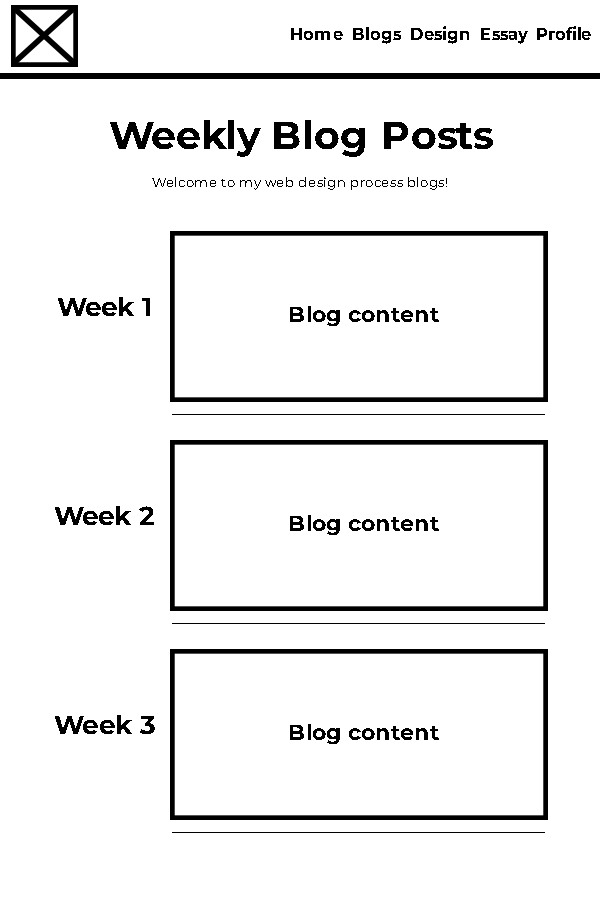 Home Blogs Design Essay Profile
Weekly Blog Posts
Welcome to my web design process blogs!
Week 1
Blog content
Week 2
Blog content
Week 3
Blog content